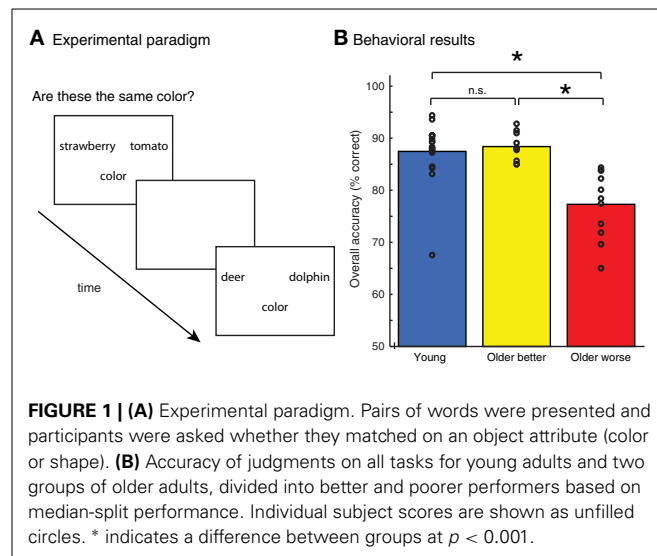 A Experimental paradigm
Are these the same color?
strawberry tomato
color
deer dolphin
color
time
B Behavioral results
*
n.s. *
Overall accuracy (% correct)
100
90
80
70
60
50
Young Older better Older worse
FIGURE 1 | (A) Experimental paradigm. Pairs of words were presented and
participants were asked whether they matched on an object attribute (color
or shape). (B) Accuracy of judgments on all tasks for young adults and two
groups of older adults, divided into better and poorer performers based on
median-split performance. Individual subject scores are shown as unfilled
circles. * indicates a difference between groups at p < 0.001.